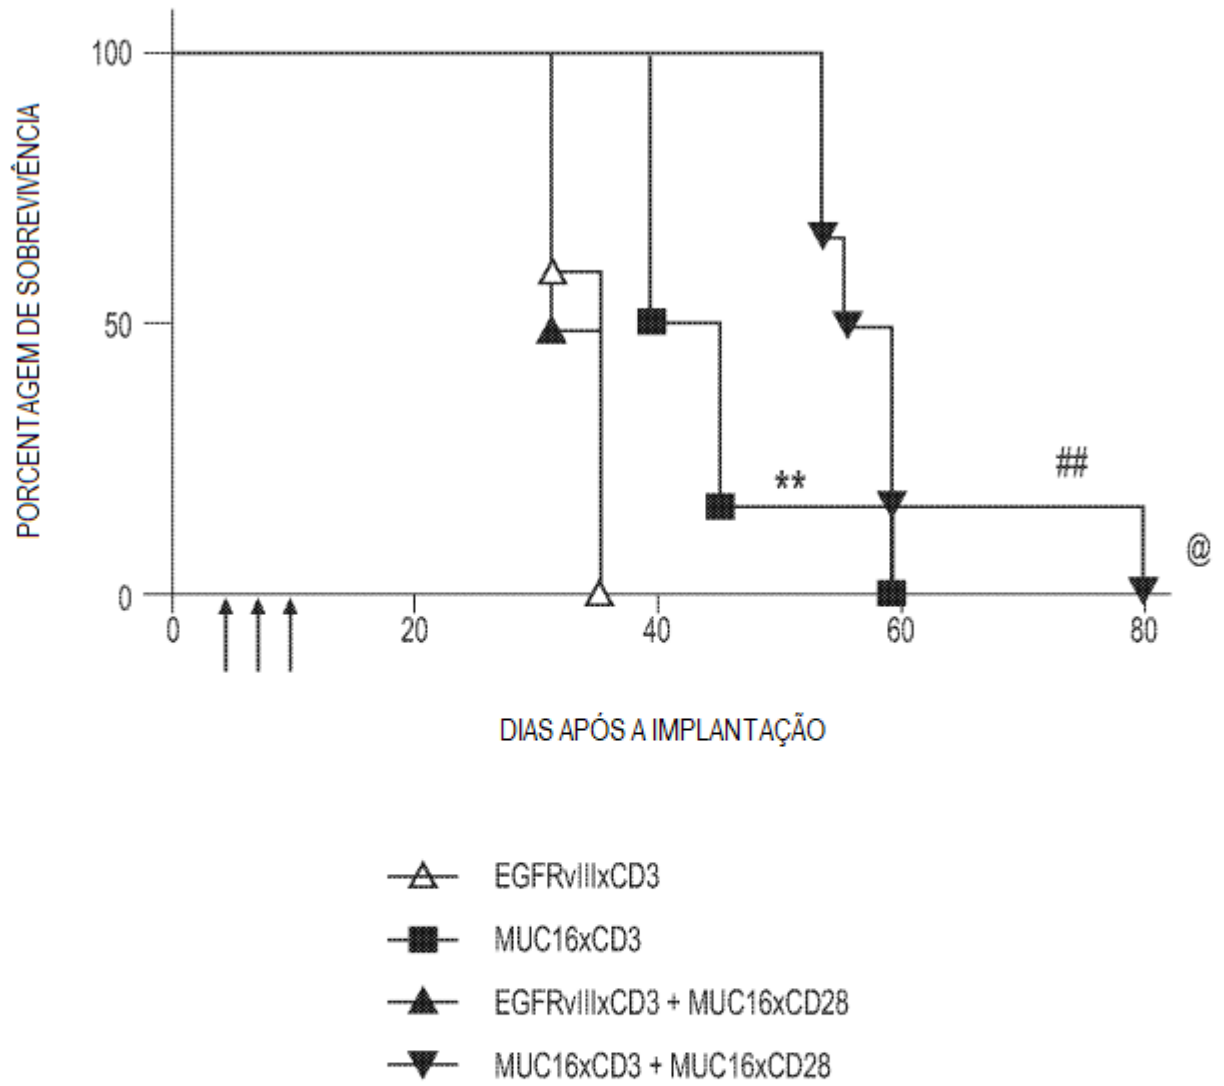 PORCENTAGEM DE SOBREVIVÊNCIA
100
50
0
**
##
@
0 20 40 60 80
DIAS APÓS A IMPLANTAÇÃO
EGFRvIIIxCD3
MUC16xCD3
EGFRvIIIxCD3 + MUC16xCD28
MUC16xCD3 + MUC16xCD28